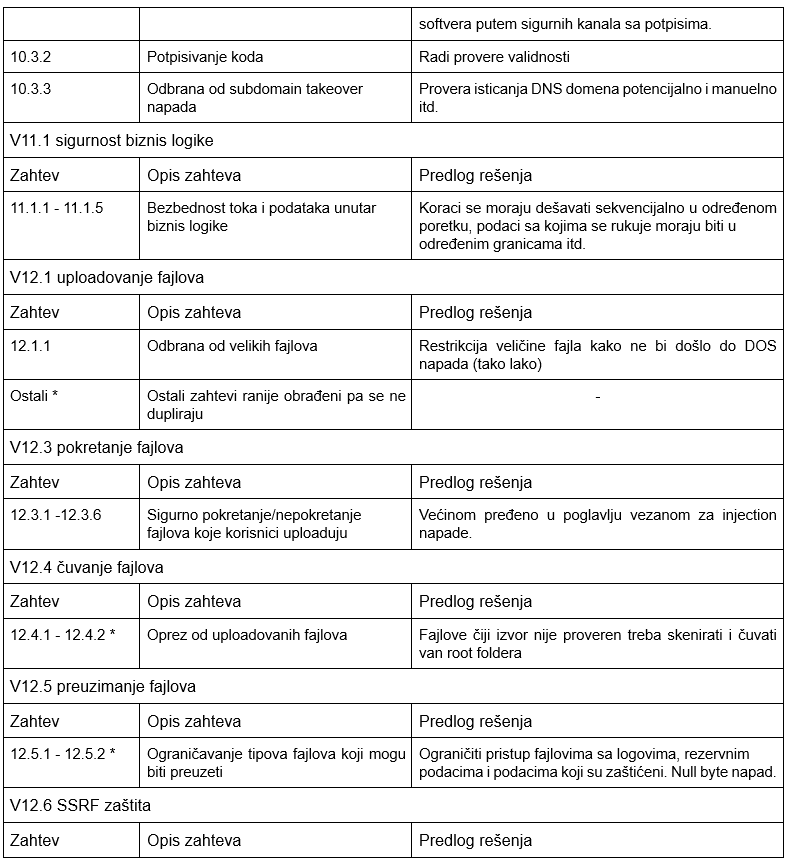 softvera putem sigurnih kanala sa potpisima.
10.3.2 Potpisivanje koda Radi provere validnosti
10.3.3 Odbrana od subdomain takeover Provera isticanja DNS domena potencijalno i manuelno
napada itd.
V11.1 sigurnost biznis logike
Zahtev Opis zahteva Predlog rešenja
11.1.1 - 11.1.5 Bezbednost toka i podataka unutar Koraci se moraju dešavati sekvencijalno u određenom
biznis logike poretku, podaci sa kojima se rukuje moraju biti u
određenim granicama itd.
V12.1 uploadovanje fajlova
Zahtev Opis zahteva Predlog rešenja
12.1.1 Odbrana od velikih fajlova Restrikcija veličine fajla kako ne bi došlo do DOS
napada (tako lako)
Ostali * Ostali zahtevi ranije obrađeni pa se ne -
dupliraju
V12.3 pokretanje fajlova
Zahtev Opis zahteva Predlog rešenja
12.3.1 -12.3.6 Sigurno pokretanje/nepokretanje Većinom pređeno u poglavlju vezanom za injection
fajlova koje korisnici uploaduju napade.
V12.4 čuvanje fajlova
Zahtev Opis zahteva Predlog rešenja
12.4.1 - 12.4.2 * Oprez od uploadovanih fajlova Fajlove čiji izvor nije proveren treba skenirati i čuvati
van root foldera
V12.5 preuzimanje fajlova
Zahtev Opis zahteva Predlog rešenja
12.5.1 - 12.5.2 * Ograničavanje tipova fajlova koji mogu Ograničiti pristup fajlovima sa logovima, rezervnim
biti preuzeti podacima i podacima koji su zaštićeni. Null byte napad.
V12.6 SSRF zaštita
Zahtev Opis zahteva Predlog rešenja